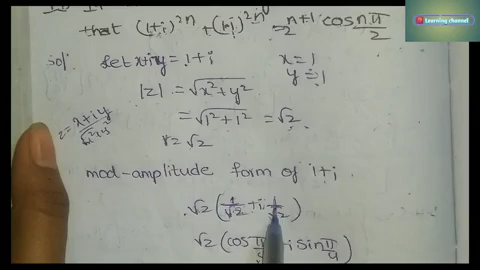 Learning channel
that (1+i)^2n + (1-i)^2n = 2^n+1 cos nπ/2
sol: Let x+iy = 1+i
x = 1
y = 1
|z| = √x²+y²
= √1²+1² = √2
r = √2
z = x+iy/√x²+y²
mod-amplitude form of 1+i
√2 (1/√2 + i 1/√2)
√2 (cos π/4 + i sin π/4)